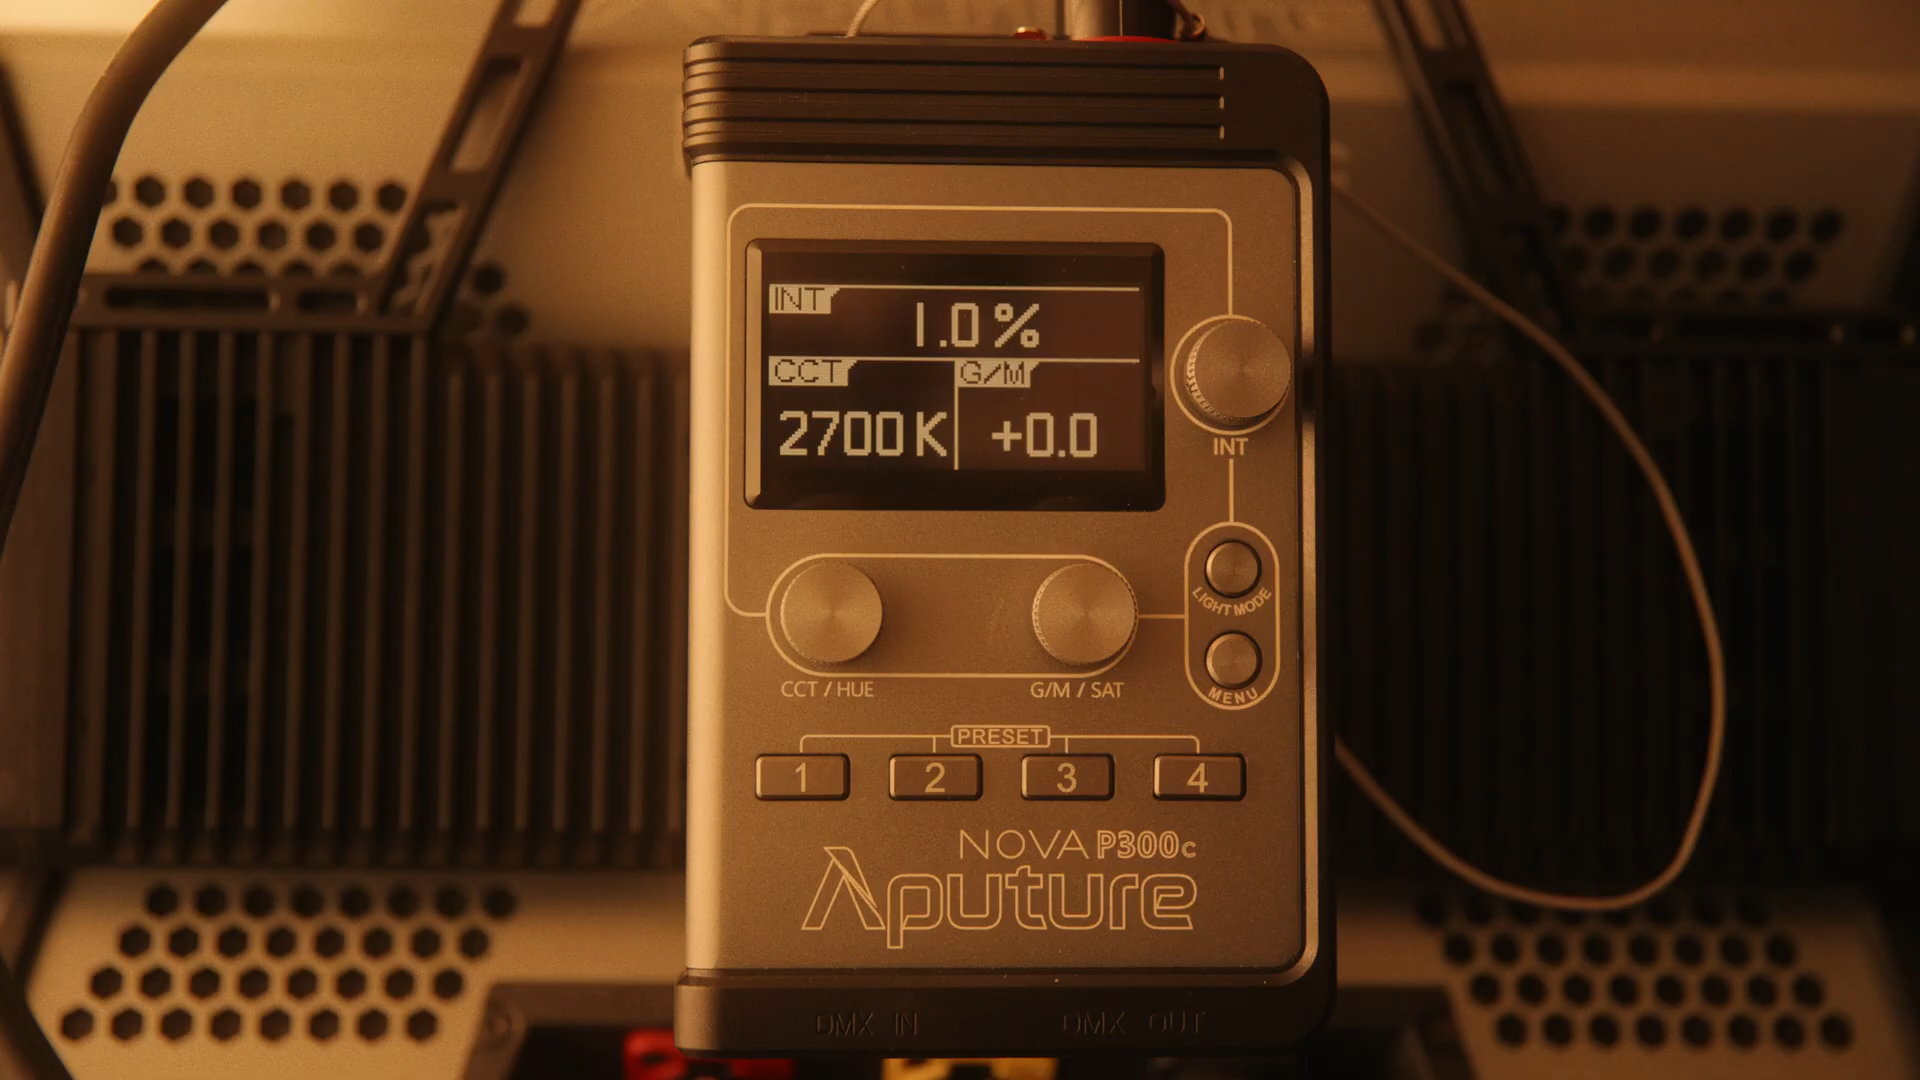 INT
1.0%
CCT
G/M
2700K
+0.0
INT
LIGHT MODE
MENU
CCT / HUE
G/M / SAT
PRESET
1 2 3 4
NOVA P300c
Aputure
DMX IN
DMX OUT